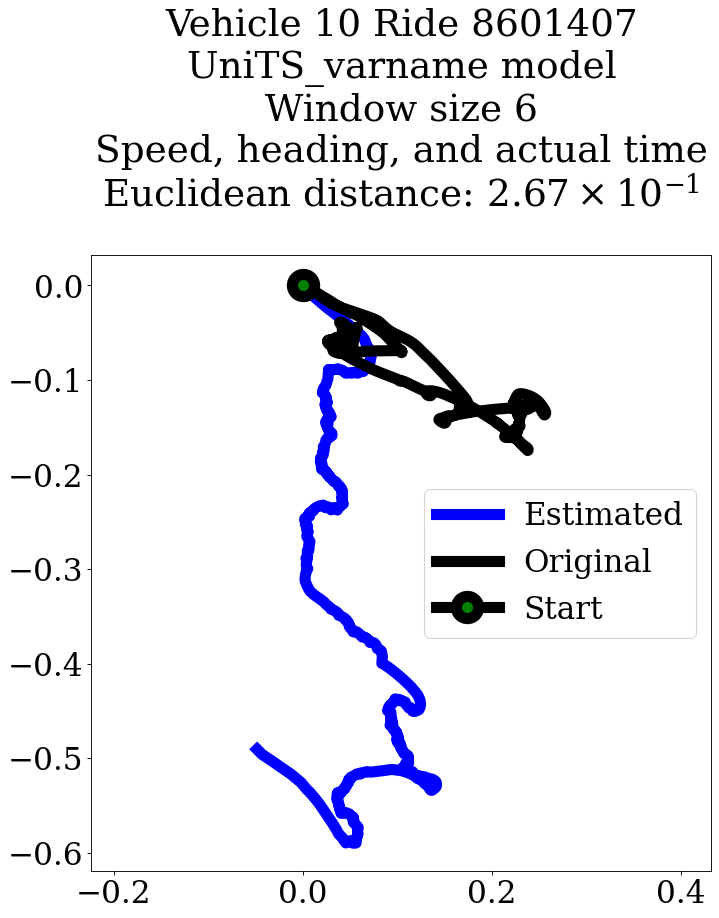 Vehicle 10 Ride 8601407
UniTS_varname model
Window size 6
Speed, heading, and actual time
Euclidean distance: 2.67 × 10⁻¹
0.0
−0.1
−0.2
−0.3
−0.4
−0.5
−0.6
Estimated
Original
Start
−0.2 0.0 0.2 0.4